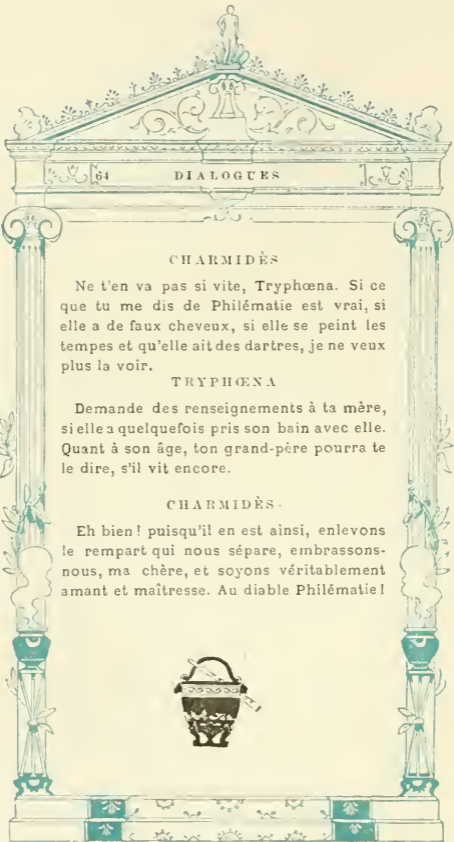 64 DIALOGUES
CHARMIDÈS
Ne t'en va pas si vite, Tryphœna. Si ce
que tu me dis de Philématie est vrai, si
elle a de faux cheveux, si elle se peint les
tempes et qu'elle ait des dartres, je ne veux
plus la voir.
TRYPHŒNA
Demande des renseignements à ta mère,
si elle a quelquefois pris son bain avec elle.
Quant à son âge, ton grand-père pourra te
le dire, s'il vit encore.
CHARMIDÈS.
Eh bien! puisqu'il en est ainsi, enlevons
le rempart qui nous sépare, embrassons-
nous, ma chère, et soyons véritablement
amant et maîtresse. Au diable Philématie!